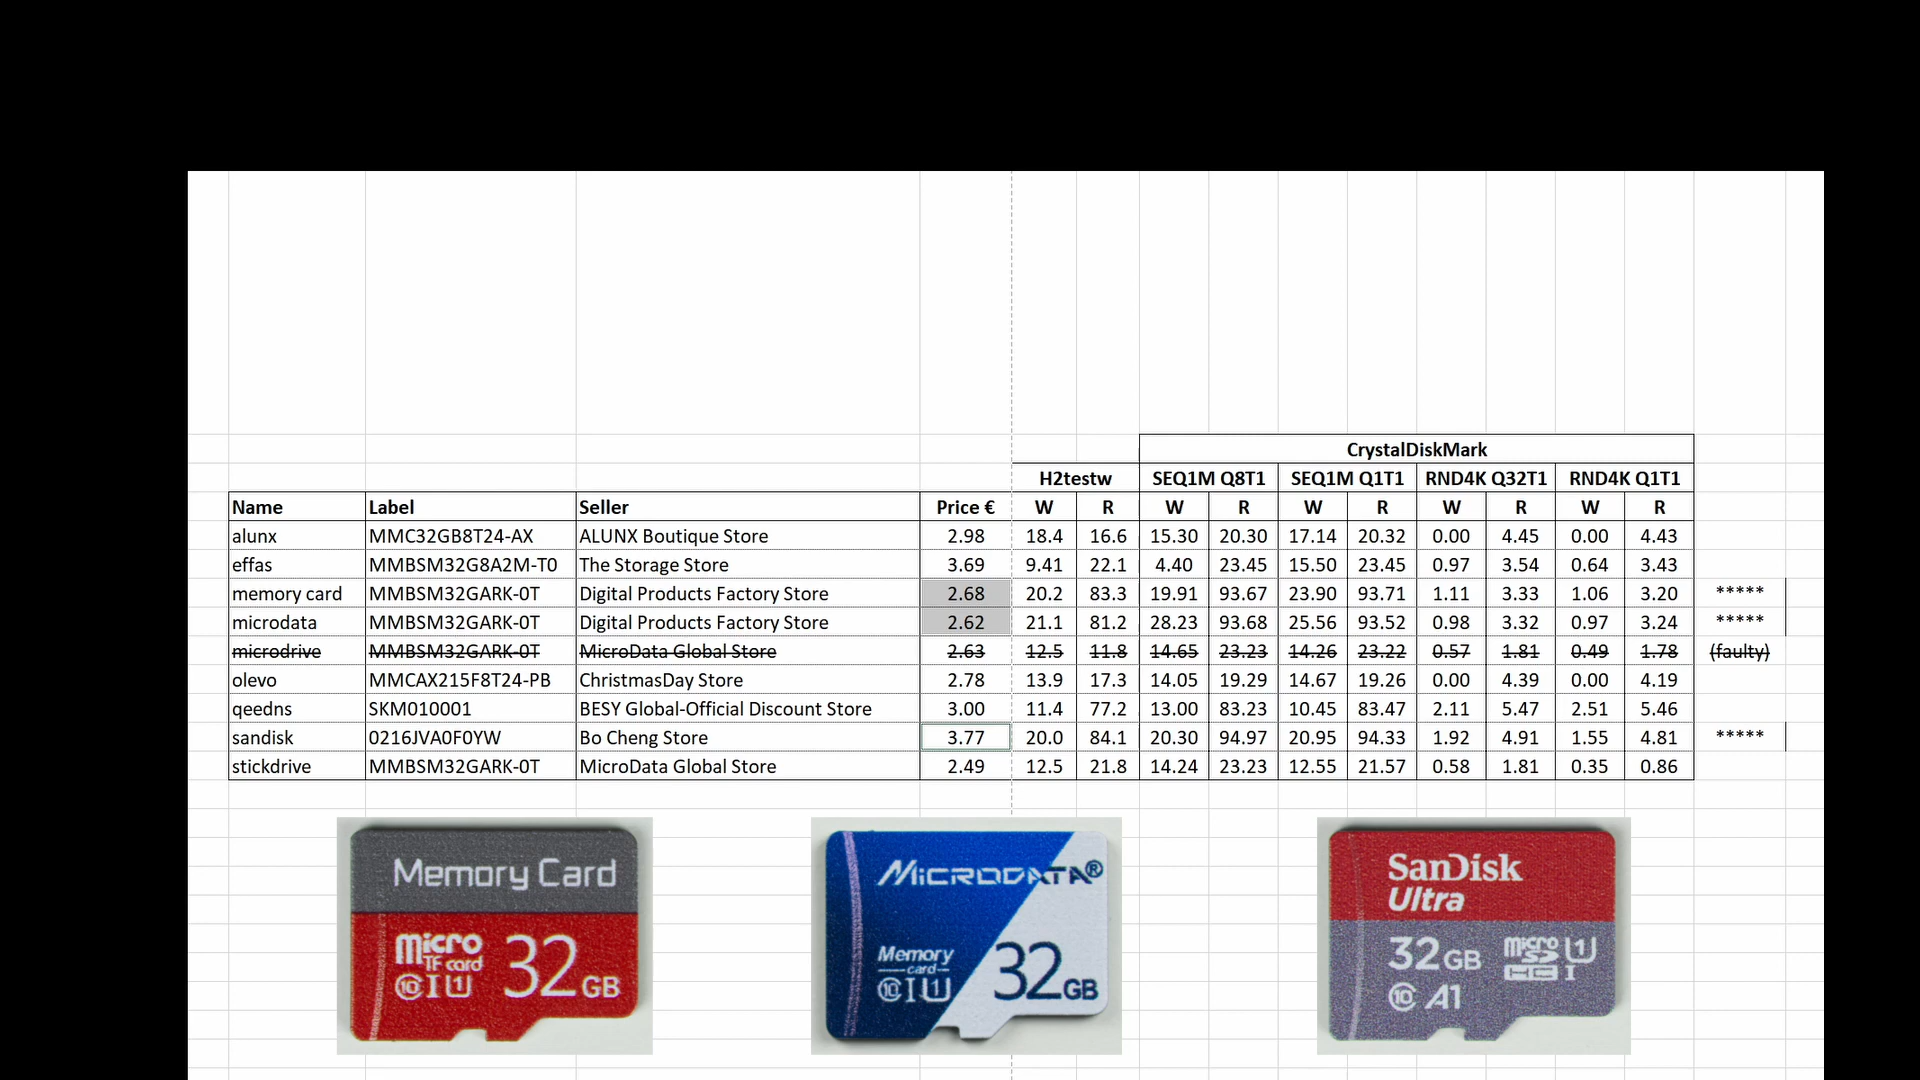 CrystalDiskMark
H2testw SEQ1M Q8T1 SEQ1M Q1T1 RND4K Q32T1 RND4K Q1T1
Name Label Seller Price € W R W R W R W R W R
alunx MMC32GB8T24-AX ALUNX Boutique Store 2.98 18.4 16.6 15.30 20.30 17.14 20.32 0.00 4.45 0.00 4.43
effas MMBSM32G8A2M-T0 The Storage Store 3.69 9.41 22.1 4.40 23.45 15.50 23.45 0.97 3.54 0.64 3.43
memory card MMBSM32GARK-0T Digital Products Factory Store 2.68 20.2 83.3 19.91 93.67 23.90 93.71 1.11 3.33 1.06 3.20 *****
microdata MMBSM32GARK-0T Digital Products Factory Store 2.62 21.1 81.2 28.23 93.68 25.56 93.52 0.98 3.32 0.97 3.24 *****
microdrive MMBSM32GARK-0T MicroData Global Store 2.63 12.5 11.8 14.65 23.23 14.26 23.22 0.57 1.81 0.49 1.78 (faulty)
olevo MMCAX215F8T24-PB ChristmasDay Store 2.78 13.9 17.3 14.05 19.29 14.67 19.26 0.00 4.39 0.00 4.19
qeedns SKM010001 BESY Global-Official Discount Store 3.00 11.4 77.2 13.00 83.23 10.45 83.47 2.11 5.47 2.51 5.46
sandisk 0216JVA0F0YW Bo Cheng Store 3.77 20.0 84.1 20.30 94.97 20.95 94.33 1.92 4.91 1.55 4.81 *****
stickdrive MMBSM32GARK-0T MicroData Global Store 2.49 12.5 21.8 14.24 23.23 12.55 21.57 0.58 1.81 0.35 0.86
Memory Card
micro
TF card
32GB
10 I U1
MICRODATA®
Memory
card
32GB
10 I U1
SanDisk
Ultra
32GB
micro
SD
HC I U1
10 A1